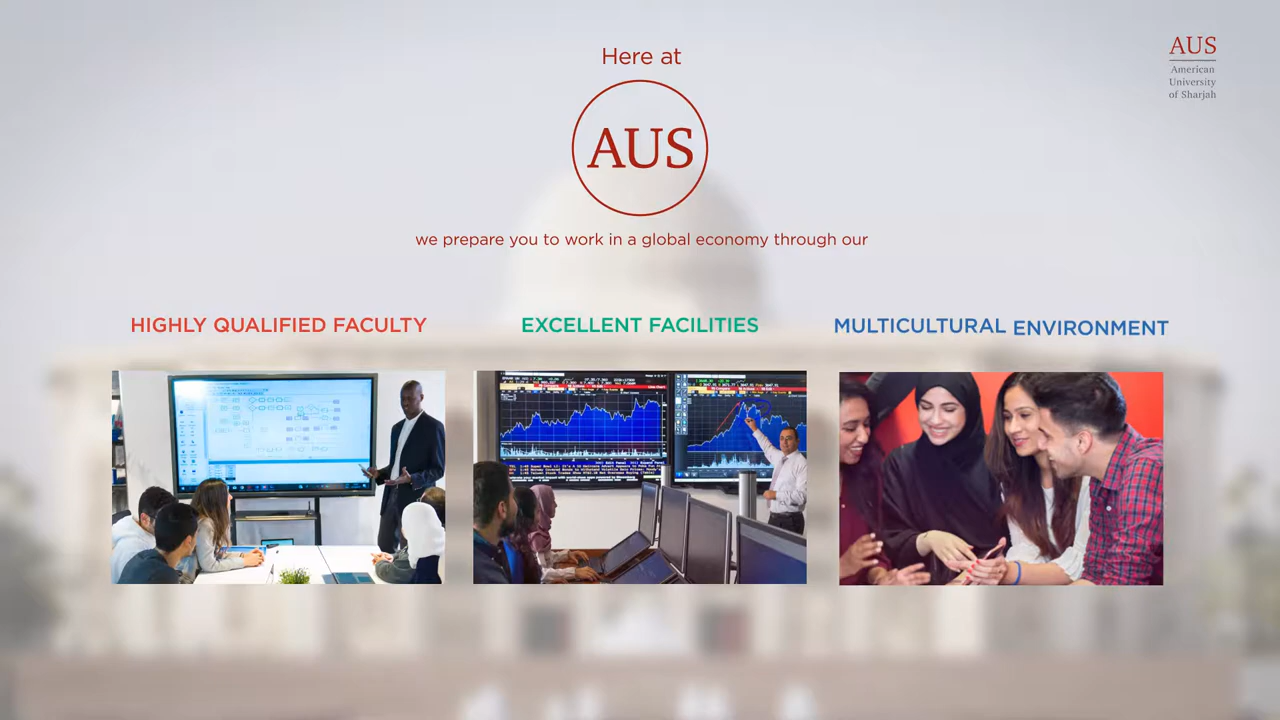 Here at
AUS
AUS
American
University
of Sharjah
we prepare you to work in a global economy through our
HIGHLY QUALIFIED FACULTY
EXCELLENT FACILITIES
MULTICULTURAL ENVIRONMENT